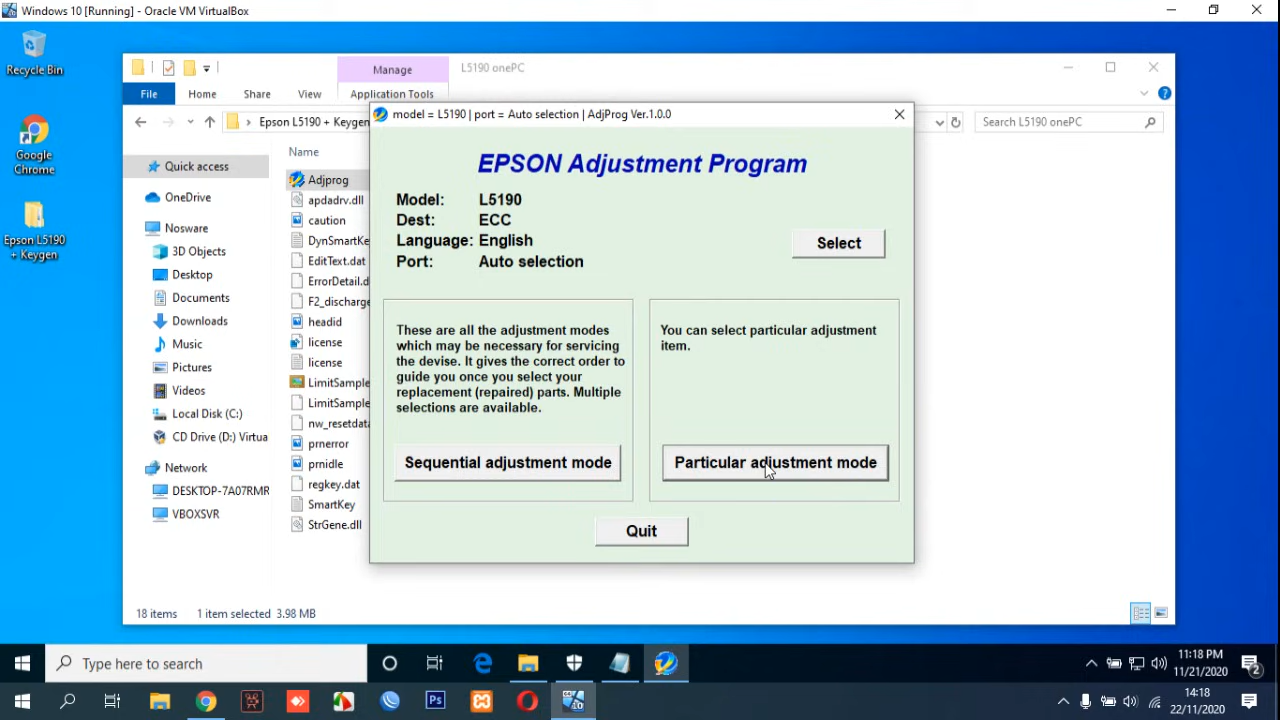 Windows 10 [Running] - Oracle VM VirtualBox
Recycle Bin
Google
Chrome
Epson L5190
+ Keygen
Manage
L5190 onePC
File
Home
Share
View
Application Tools
Epson L5190 + Keygen
Search L5190 onePC
Quick access
OneDrive
Nosware
3D Objects
Desktop
Documents
Downloads
Music
Pictures
Videos
Local Disk (C:)
CD Drive (D:) Virtua
Network
DESKTOP-7A07RMR
VBOXSVR
Name
Adjprog
apdadrv.dll
caution
DynSmartKe
EditText.dat
ErrorDetail.d
F2_discharge
headid
license
license
LimitSample
LimitSample
nw_resetdata
prnerror
prnidle
regkey.dat
SmartKey
StrGene.dll
18 items
1 item selected 3.98 MB
model = L5190 | port = Auto selection | AdjProg Ver.1.0.0
EPSON Adjustment Program
Model: L5190
Dest: ECC
Language: English
Port: Auto selection
Select
These are all the adjustment modes
which may be necessary for servicing
the devise. It gives the correct order to
guide you once you select your
replacement (repaired) parts. Multiple
selections are available.
Sequential adjustment mode
You can select particular adjustment
item.
Particular adjustment mode
Quit
Type here to search
11:18 PM
11/21/2020
2
Ps
14:18
22/11/2020